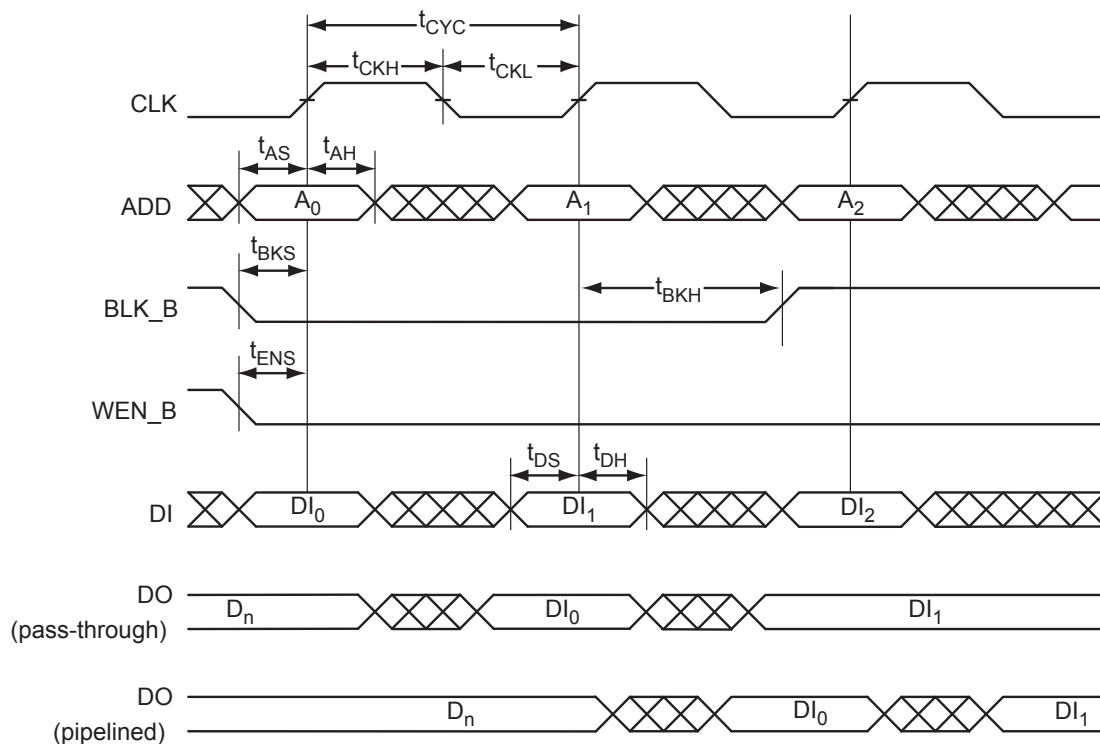 tCYC
tCKH tCKL
CLK
tAS tAH
ADD A0 A1 A2
tBKS
BLK_B tBKH
tENS
WEN_B
tDS tDH
DI DI0 DI1 DI2
DO
(pass-through) Dn DI0 DI1
DO
(pipelined) Dn DI0 DI1